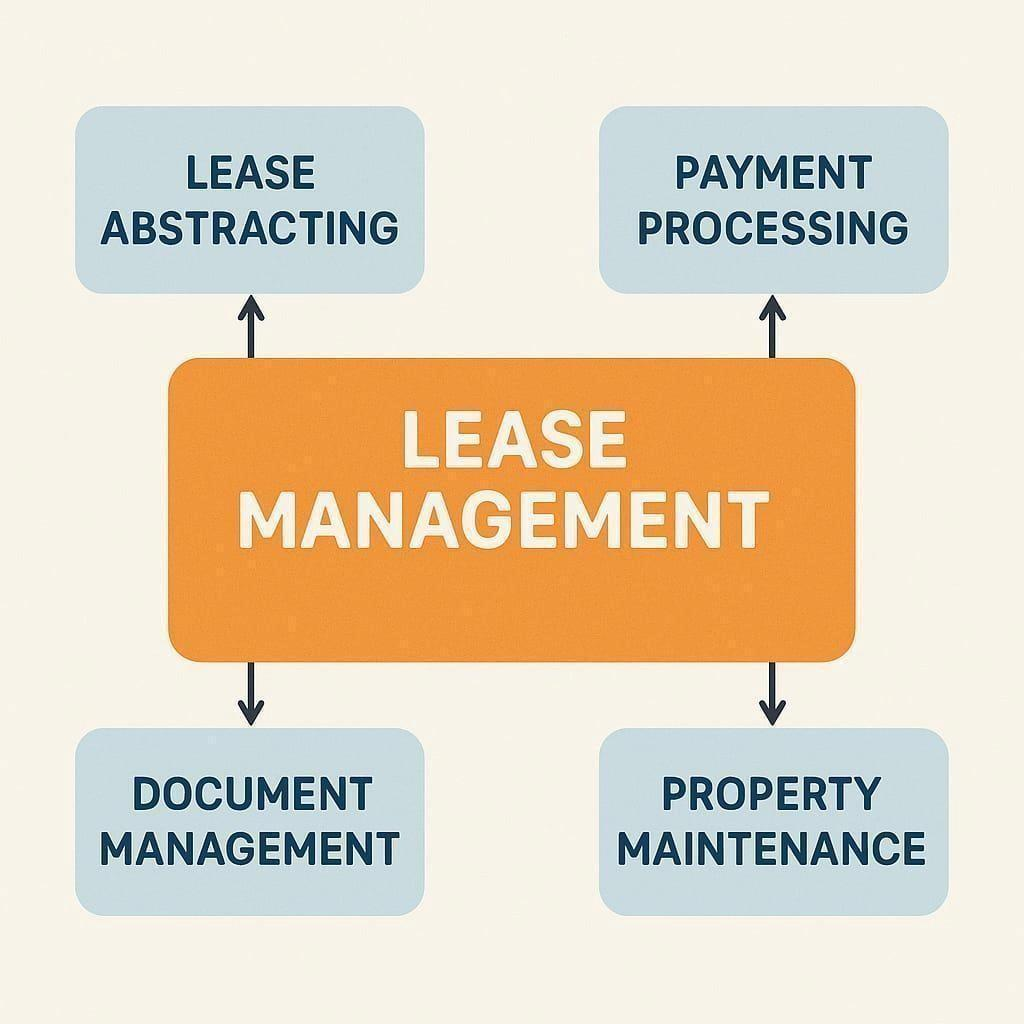 LEASE
ABSTRACTING
PAYMENT
PROCESSING
LEASE
MANAGEMENT
DOCUMENT
MANAGEMENT
PROPERTY
MAINTENANCE